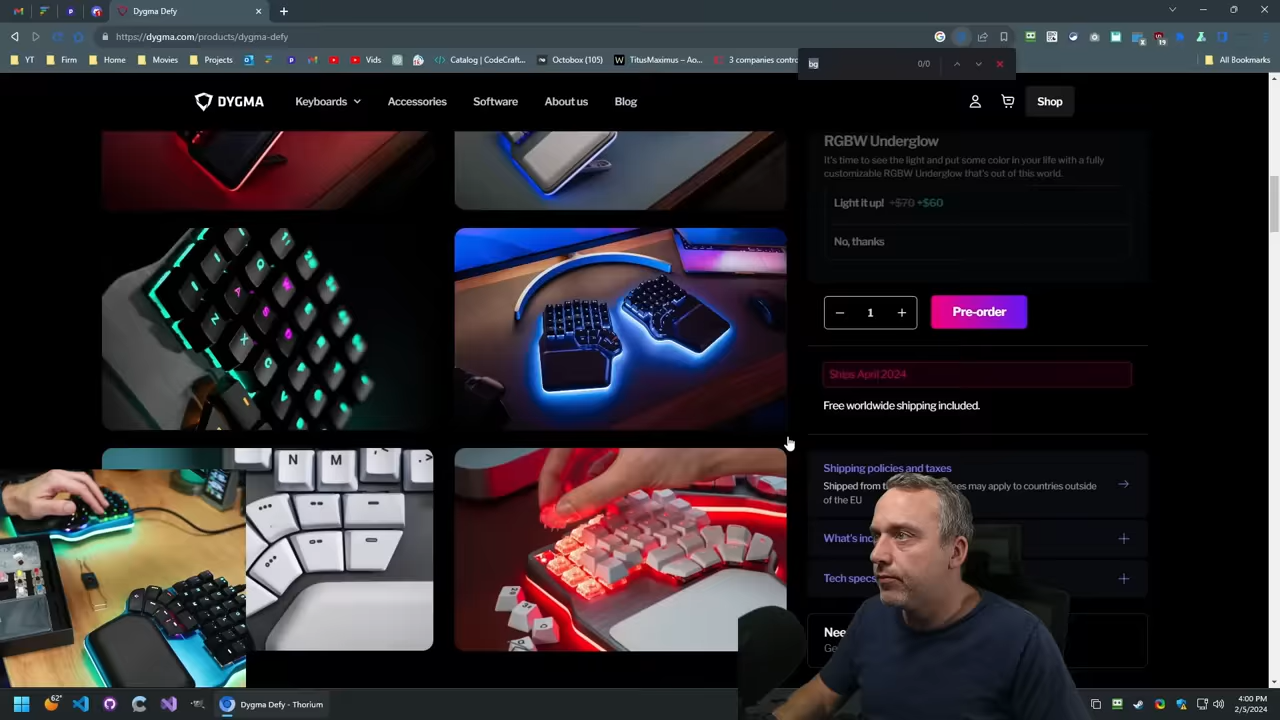 Dygma Defy
https://dygma.com/products/dygma-defy
YT
Firm
Home
Movies
Projects
Vids
Catalog | CodeCraft...
Octobox (105)
TitusMaximus – Ao...
3 companies contro
All Bookmarks
bg
0/0
DYGMA
Keyboards
Accessories
Software
About us
Blog
Shop
RGBW Underglow
It's time to see the light and put some color in your life with a fully
customizable RGBW Underglow that's out of this world.
Light it up! +$70 +$60
No, thanks
1
Pre-order
Ships April 2024
Free worldwide shipping included.
Shipping policies and taxes
Shipped from
may apply to countries outside
of the EU
What's
Tech specs
N M
62°
Dygma Defy - Thorium
4:00 PM
2/5/2024